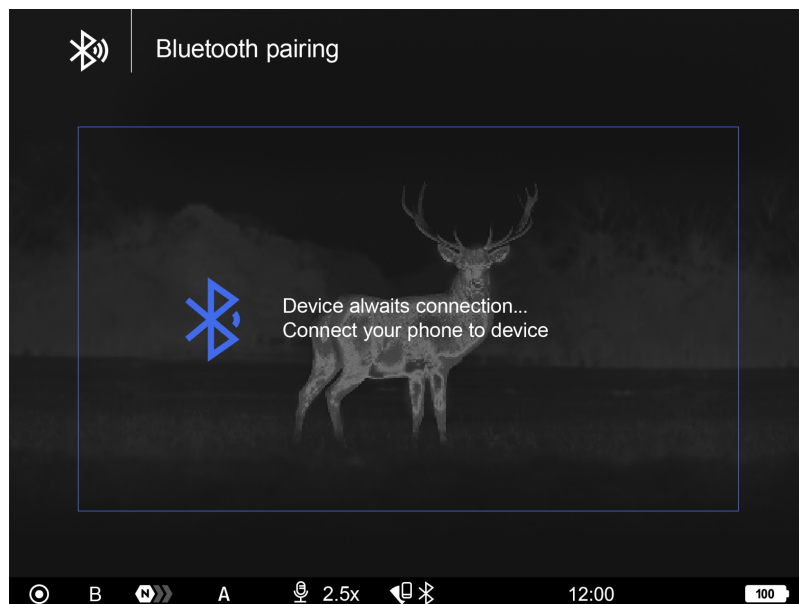 Bluetooth pairing
Device alwaits connection...
Connect your phone to device
B N A 2.5x 12:00 100